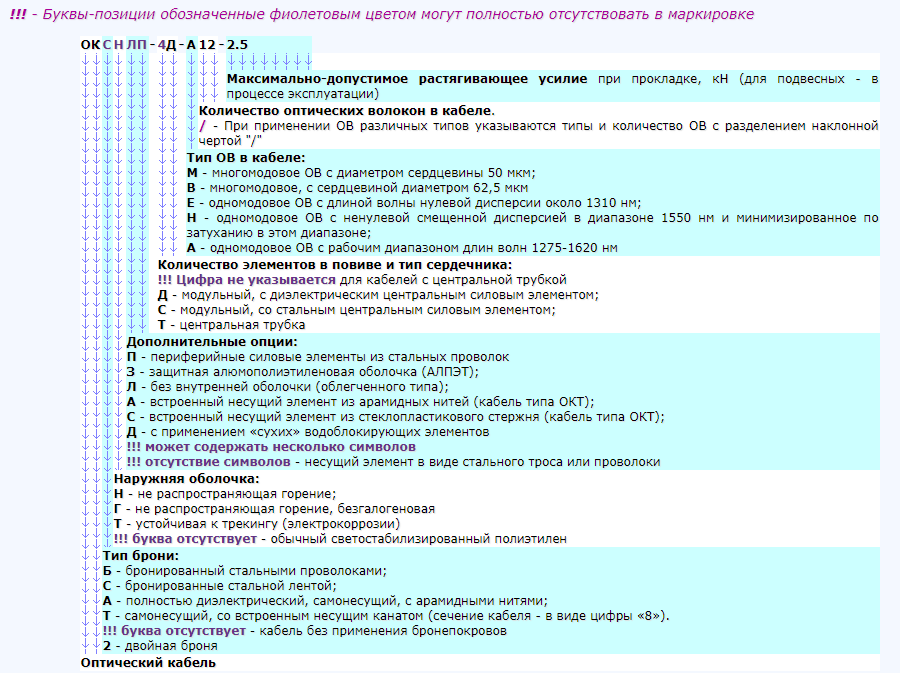 !!! - Буквы-позиции обозначенные фиолетовым цветом могут полностью отсутствовать в маркировке
ОКСНЛП-4Д-А12-2.5
Максимально-допустимое растягивающее усилие при прокладке, кН (для подвесных - в
процессе эксплуатации)
Количество оптических волокон в кабеле.
/ - При применении ОВ различных типов указываются типы и количество ОВ с разделением наклонной
чертой "/"
Тип ОВ в кабеле:
М - многомодовое ОВ с диаметром сердцевины 50 мкм;
В - многомодовое, с сердцевиной диаметром 62,5 мкм
Е - одномодовое ОВ с длиной волны нулевой дисперсии около 1310 нм;
Н - одномодовое ОВ с ненулевой смещенной дисперсией в диапазоне 1550 нм и минимизированное по
затуханию в этом диапазоне;
А - одномодовое ОВ с рабочим диапазоном длин волн 1275-1620 нм
Количество элементов в повиве и тип сердечника:
!!! Цифра не указывается для кабелей с центральной трубкой
Д - модульный, с диэлектрическим центральным силовым элементом;
С - модульный, со стальным центральным силовым элементом;
Т - центральная трубка
Дополнительные опции:
П - периферийные силовые элементы из стальных проволок
З - защитная алюмополиэтиленовая оболочка (АЛПЭТ);
Л - без внутренней оболочки (облегченного типа);
А - встроенный несущий элемент из арамидных нитей (кабель типа ОКТ);
С - встроенный несущий элемент из стеклопластикового стержня (кабель типа ОКТ);
Д - с применением «сухих» водоблокирующих элементов
!!! может содержать несколько символов
!!! отсутствие символов - несущий элемент в виде стального троса или проволоки
Наружняя оболочка:
Н - не распространяющая горение;
Г - не распространяющая горение, безгалогеновая
Т - устойчивая к трекингу (электрокоррозии)
!!! буква отсутствует - обычный светостабилизированный полиэтилен
Тип брони:
Б - бронированный стальными проволоками;
С - бронированные стальной лентой;
А - полностью диэлектрический, самонесущий, с арамидными нитями;
Т - самонесущий, со встроенным несущим канатом (сечение кабеля - в виде цифры «8»).
!!! буква отсутствует - кабель без применения бронепокровов
2 - двойная броня
Оптический кабель